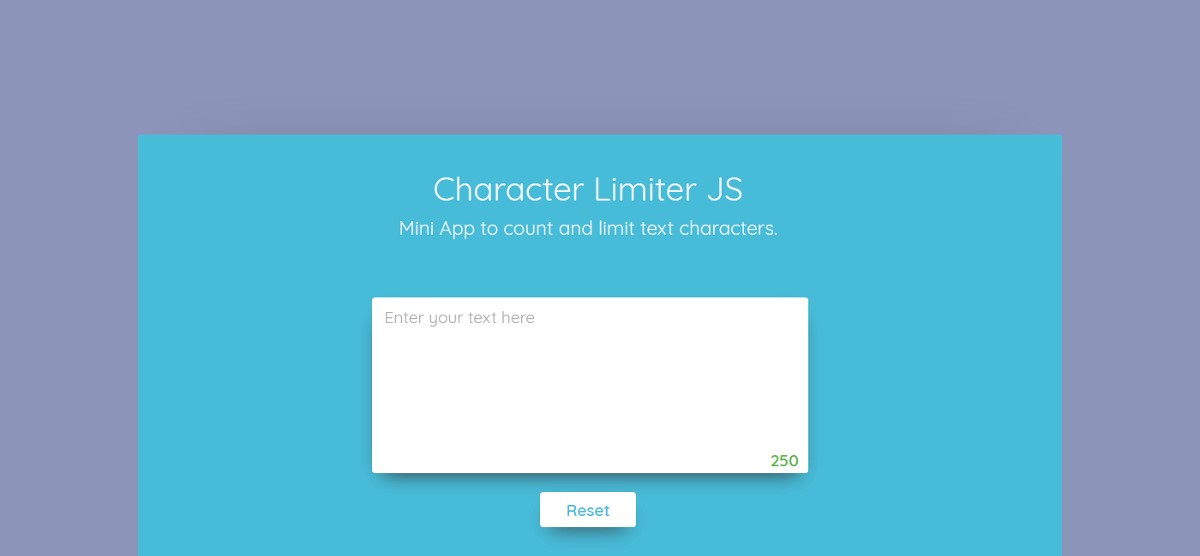 Character Limiter JS
Mini App to count and limit text characters.
Enter your text here
250
Reset